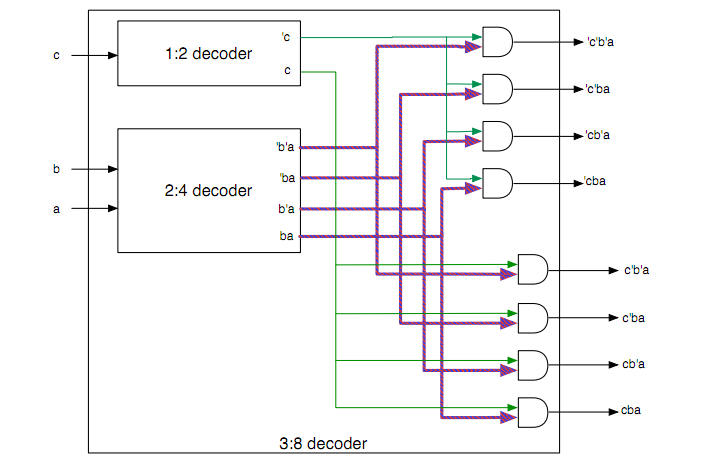 c
1:2 decoder
'c
c
b
a
2:4 decoder
'b'a
'ba
b'a
ba
'c'b'a
'c'ba
'cb'a
'cba
c'b'a
c'ba
cb'a
cba
3:8 decoder